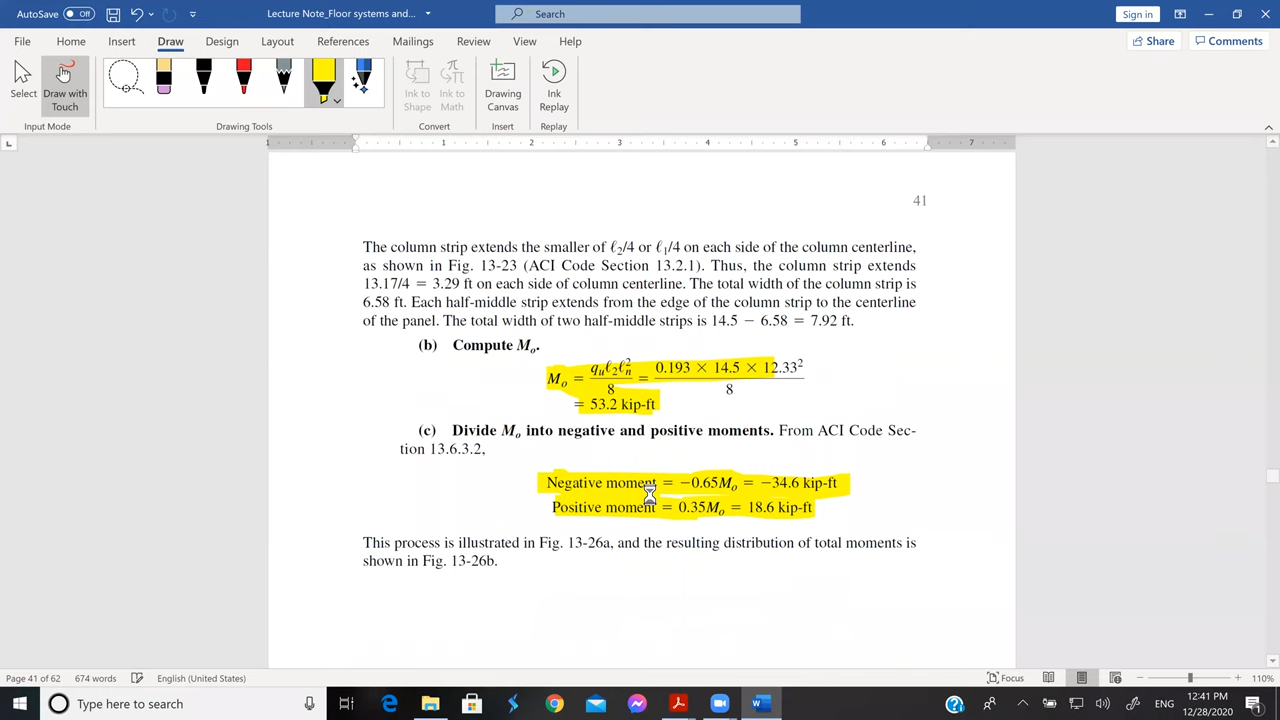 AutoSave Off Lecture Note_Floor systems and... Search Sign in
File Home Insert Draw Design Layout References Mailings Review View Help Share Comments
Select Draw with Touch Ink to Shape Ink to Math Drawing Canvas Ink Replay
Input Mode Drawing Tools Convert Insert Replay
1 1 2 3 4 5 6 7
41
The column strip extends the smaller of ℓ₂/4 or ℓ₁/4 on each side of the column centerline,
as shown in Fig. 13-23 (ACI Code Section 13.2.1). Thus, the column strip extends
13.17/4 = 3.29 ft on each side of column centerline. The total width of the column strip is
6.58 ft. Each half-middle strip extends from the edge of the column strip to the centerline
of the panel. The total width of two half-middle strips is 14.5 − 6.58 = 7.92 ft.
(b) Compute Mₒ.
Mₒ = qᵤℓ₂ℓₙ²/8 = 0.193 × 14.5 × 12.33²/8
= 53.2 kip-ft
(c) Divide Mₒ into negative and positive moments. From ACI Code Sec-
tion 13.6.3.2,
Negative moment = −0.65Mₒ = −34.6 kip-ft
Positive moment = 0.35Mₒ = 18.6 kip-ft
This process is illustrated in Fig. 13-26a, and the resulting distribution of total moments is
shown in Fig. 13-26b.
Page 41 of 62 674 words English (United States) Focus 110%
Type here to search ENG 12:41 PM
12/28/2020